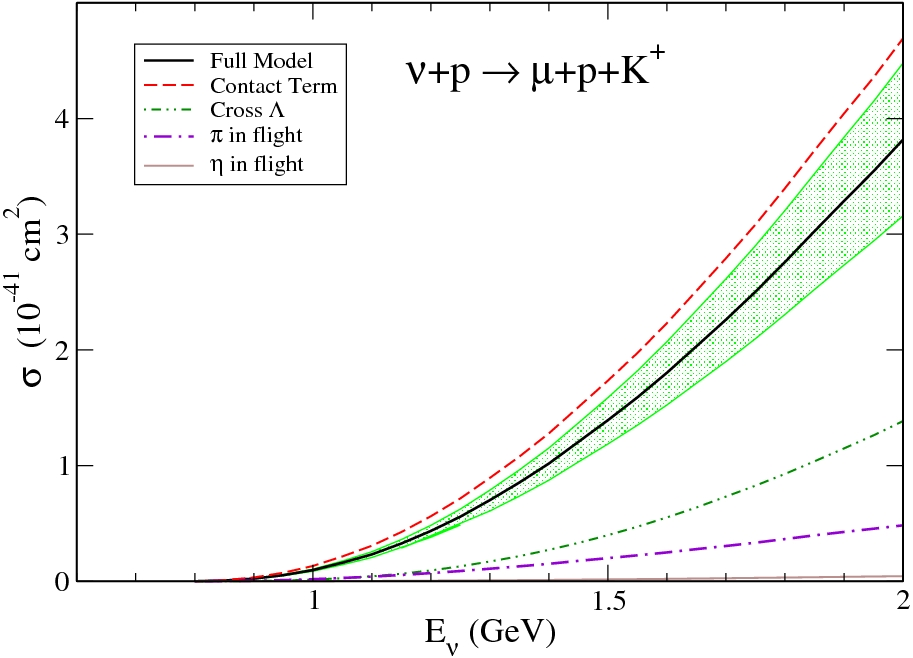 Full Model
Contact Term
Cross Λ
π in flight
η in flight
ν+p → μ+p+K⁺
4
3
2
1
0
σ (10⁻⁴¹ cm²)
1
1.5
2
Eᵥ (GeV)